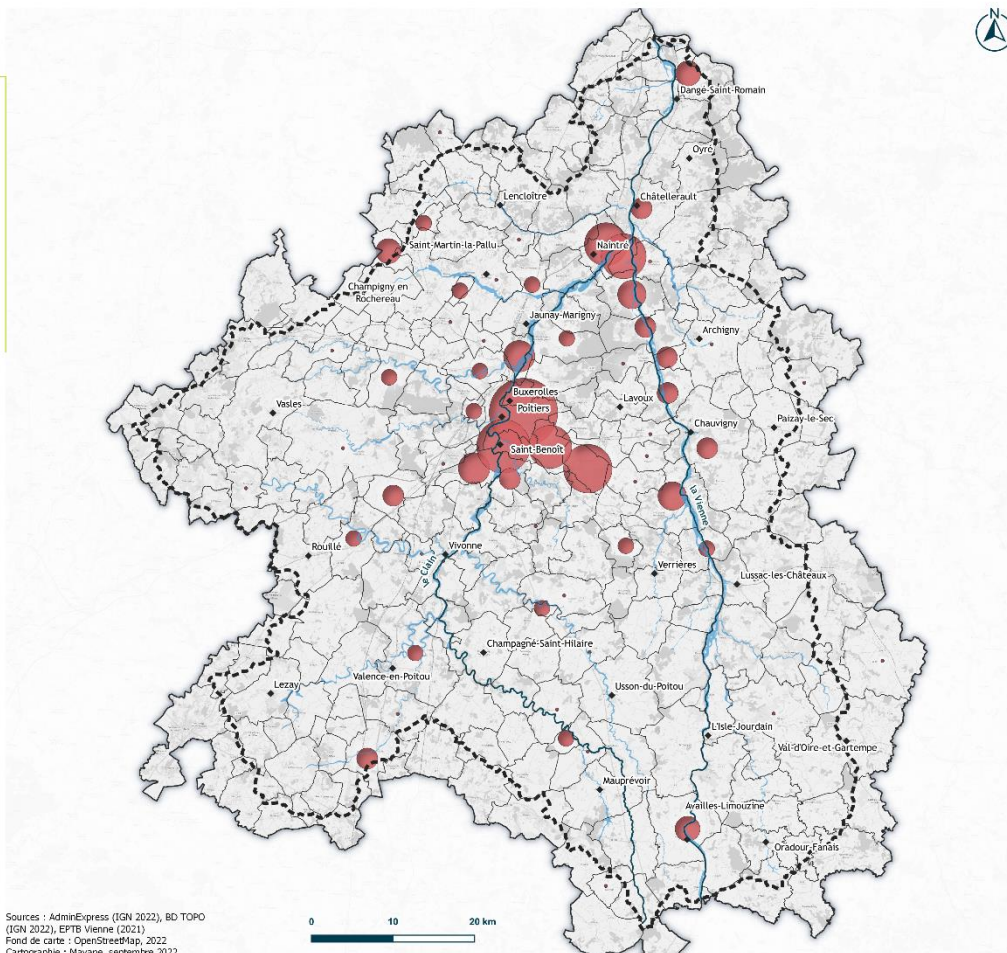 N
Dangé-Saint-Romain
Oyré
Lencloître
Châtellerault
Saint-Martin-la-Pallu
Naintré
Champigny en
Rochereau
Jaunay-Marigny
Archigny
Buxerolles
Lavoux
Poitiers
Vasles
Paizay-le-Sec
Chauvigny
Saint-Benoît
la Vienne
Vivonne
Rouillé
Verrières
le Clain
Lussac-les-Châteaux
Champagné-Saint-Hilaire
Valence-en-Poitou
Lezay
Usson-du-Poitou
L'Isle-Jourdain
Val-d'Oire-et-Gartempe
Mauprévoir
Availles-Limouzine
Oradour-Fanais
Sources : AdminExpress (IGN 2022), BD TOPO
(IGN 2022), EPTB Vienne (2021)
Fond de carte : OpenStreetMap, 2022
Cartographie : Mayane, septembre 2022
0 10 20 km